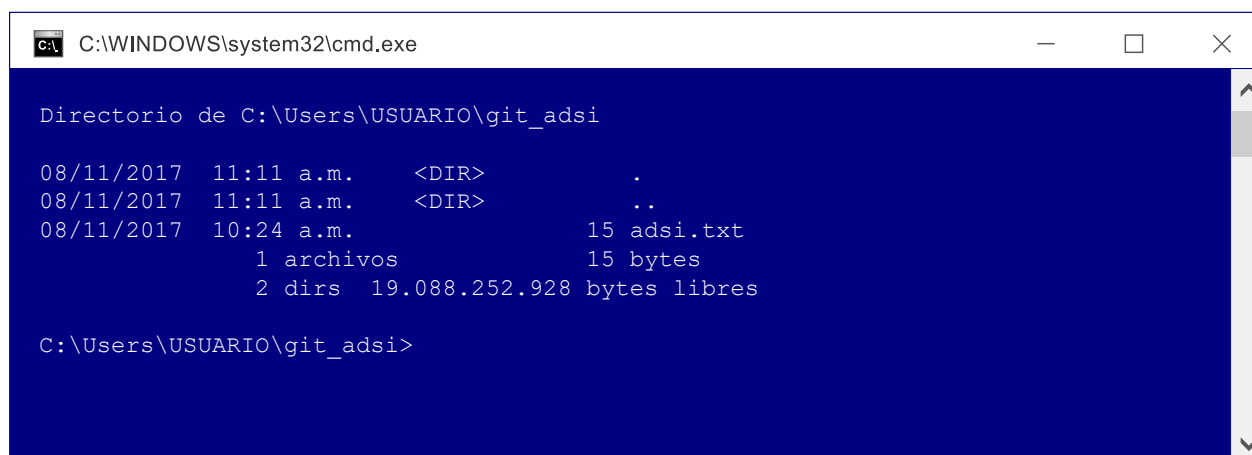 C:\WINDOWS\system32\cmd.exe
Directorio de C:\Users\USUARIO\git_adsi
08/11/2017  11:11 a.m.    <DIR>          .
08/11/2017  11:11 a.m.    <DIR>          ..
08/11/2017  10:24 a.m.                15 adsi.txt
1 archivos             15 bytes
2 dirs  19.088.252.928 bytes libres
C:\Users\USUARIO\git_adsi>